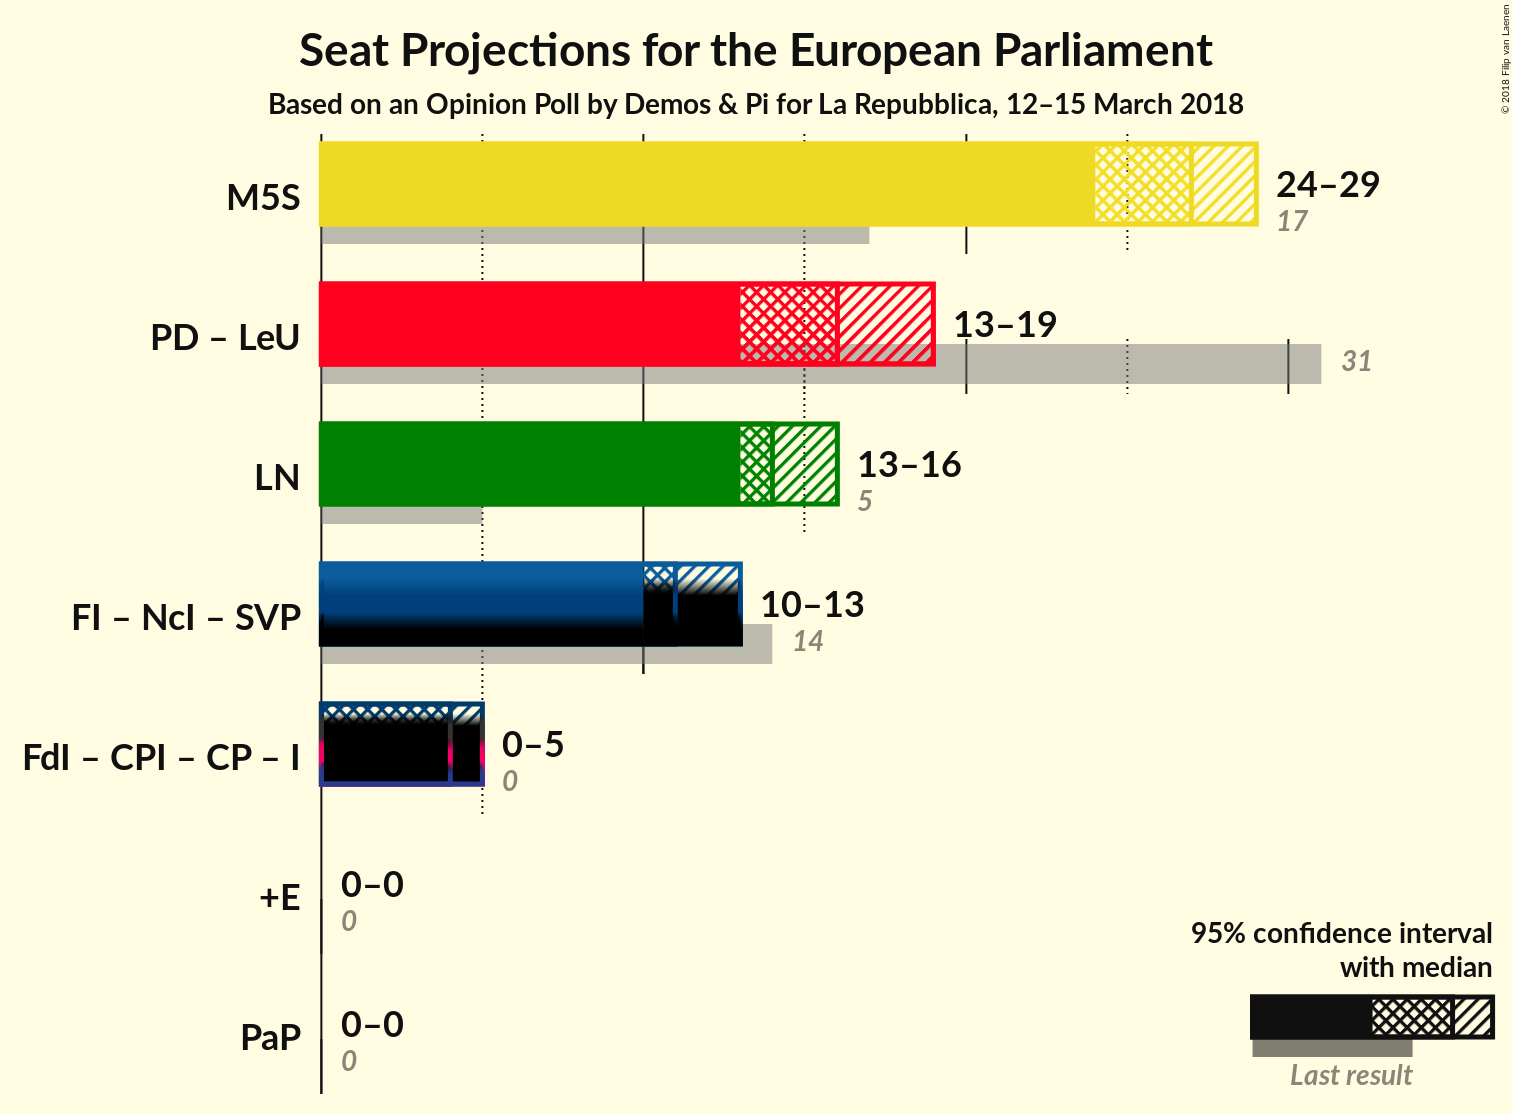 Seat Projections for the European Parliament
Based on an Opinion Poll by Demos & Pi for La Repubblica, 12–15 March 2018
© 2018 Filip van Laenen
M5S
24–29
17
PD – LeU
13–19
31
LN
13–16
5
FI – NcI – SVP
10–13
14
FdI – CPI – CP – I
0–5
0
+E
0–0
0
PaP
0–0
0
95% confidence interval
with median
Last result